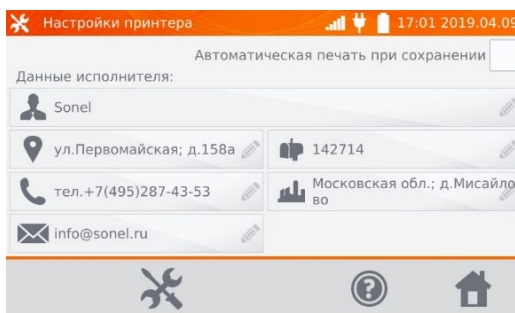 Настройки принтера
17:01 2019.04.09
Автоматическая печать при сохранении
Данные исполнителя:
Sonel
ул.Первомайская; д.158а
142714
тел.+7(495)287-43-53
Московская обл.; д.Мисайло
во
info@sonel.ru